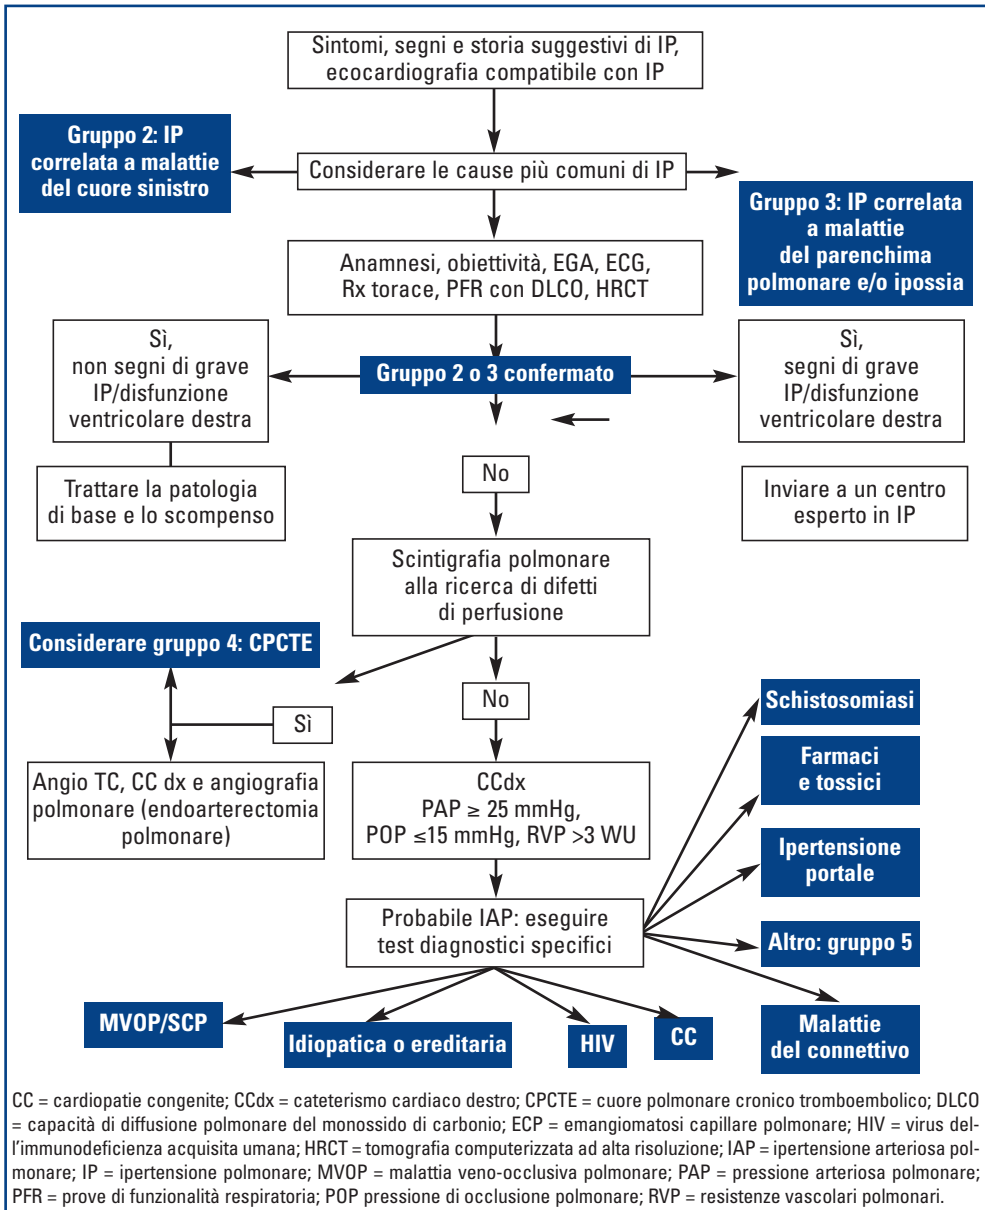 Sintomi, segni e storia suggestivi di IP,
ecocardiografia compatibile con IP
Gruppo 2: IP
correlata a malattie
del cuore sinistro
Considerare le cause più comuni di IP
Gruppo 3: IP correlata
a malattie
del parenchima
polmonare e/o ipossia
Anamnesi, obiettività, EGA, ECG,
Rx torace, PFR con DLCO, HRCT
Sì,
non segni di grave
IP/disfunzione
ventricolare destra
Gruppo 2 o 3 confermato
Sì,
segni di grave
IP/disfunzione
ventricolare destra
No
Trattare la patologia
di base e lo scompenso
Inviare a un centro
esperto in IP
Scintigrafia polmonare
alla ricerca di difetti
di perfusione
Considerare gruppo 4: CPCTE
No
Sì
Schistosomiasi
Farmaci
e tossici
Angio TC, CC dx e angiografia
polmonare (endoarterectomia
polmonare)
CCdx
PAP ≥ 25 mmHg,
POP ≤15 mmHg, RVP >3 WU
Ipertensione
portale
Probabile IAP: eseguire
test diagnostici specifici
Altro: gruppo 5
MVOP/SCP
Idiopatica o ereditaria
HIV
CC
Malattie
del connettivo
CC = cardiopatie congenite; CCdx = cateterismo cardiaco destro; CPCTE = cuore polmonare cronico tromboembolico; DLCO
= capacità di diffusione polmonare del monossido di carbonio; ECP = emangiomatosi capillare polmonare; HIV = virus del-
l'immunodeficienza acquisita umana; HRCT = tomografia computerizzata ad alta risoluzione; IAP = ipertensione arteriosa pol-
monare; IP = ipertensione polmonare; MVOP = malattia veno-occlusiva polmonare; PAP = pressione arteriosa polmonare;
PFR = prove di funzionalità respiratoria; POP pressione di occlusione polmonare; RVP = resistenze vascolari polmonari.